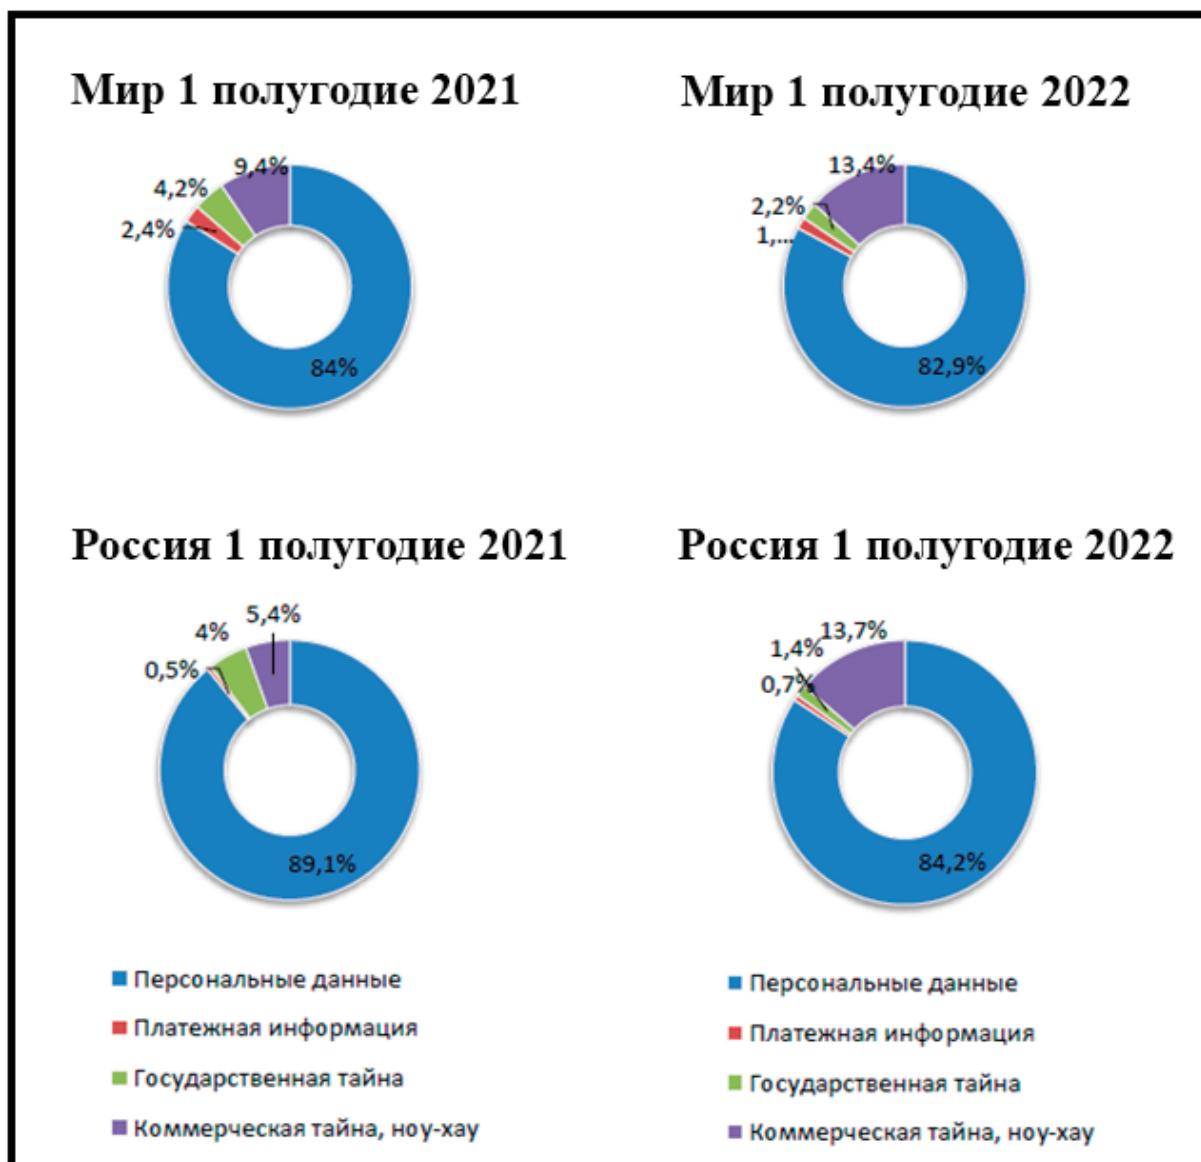 Мир 1 полугодие 2021
9,4%
4,2%
2,4%
84%
Мир 1 полугодие 2022
13,4%
2,2%
1,...
82,9%
Россия 1 полугодие 2021
5,4%
4%
0,5%
89,1%
Россия 1 полугодие 2022
13,7%
1,4%
0,7%
84,2%
Персональные данные
Платежная информация
Государственная тайна
Коммерческая тайна, ноу-хау
Персональные данные
Платежная информация
Государственная тайна
Коммерческая тайна, ноу-хау